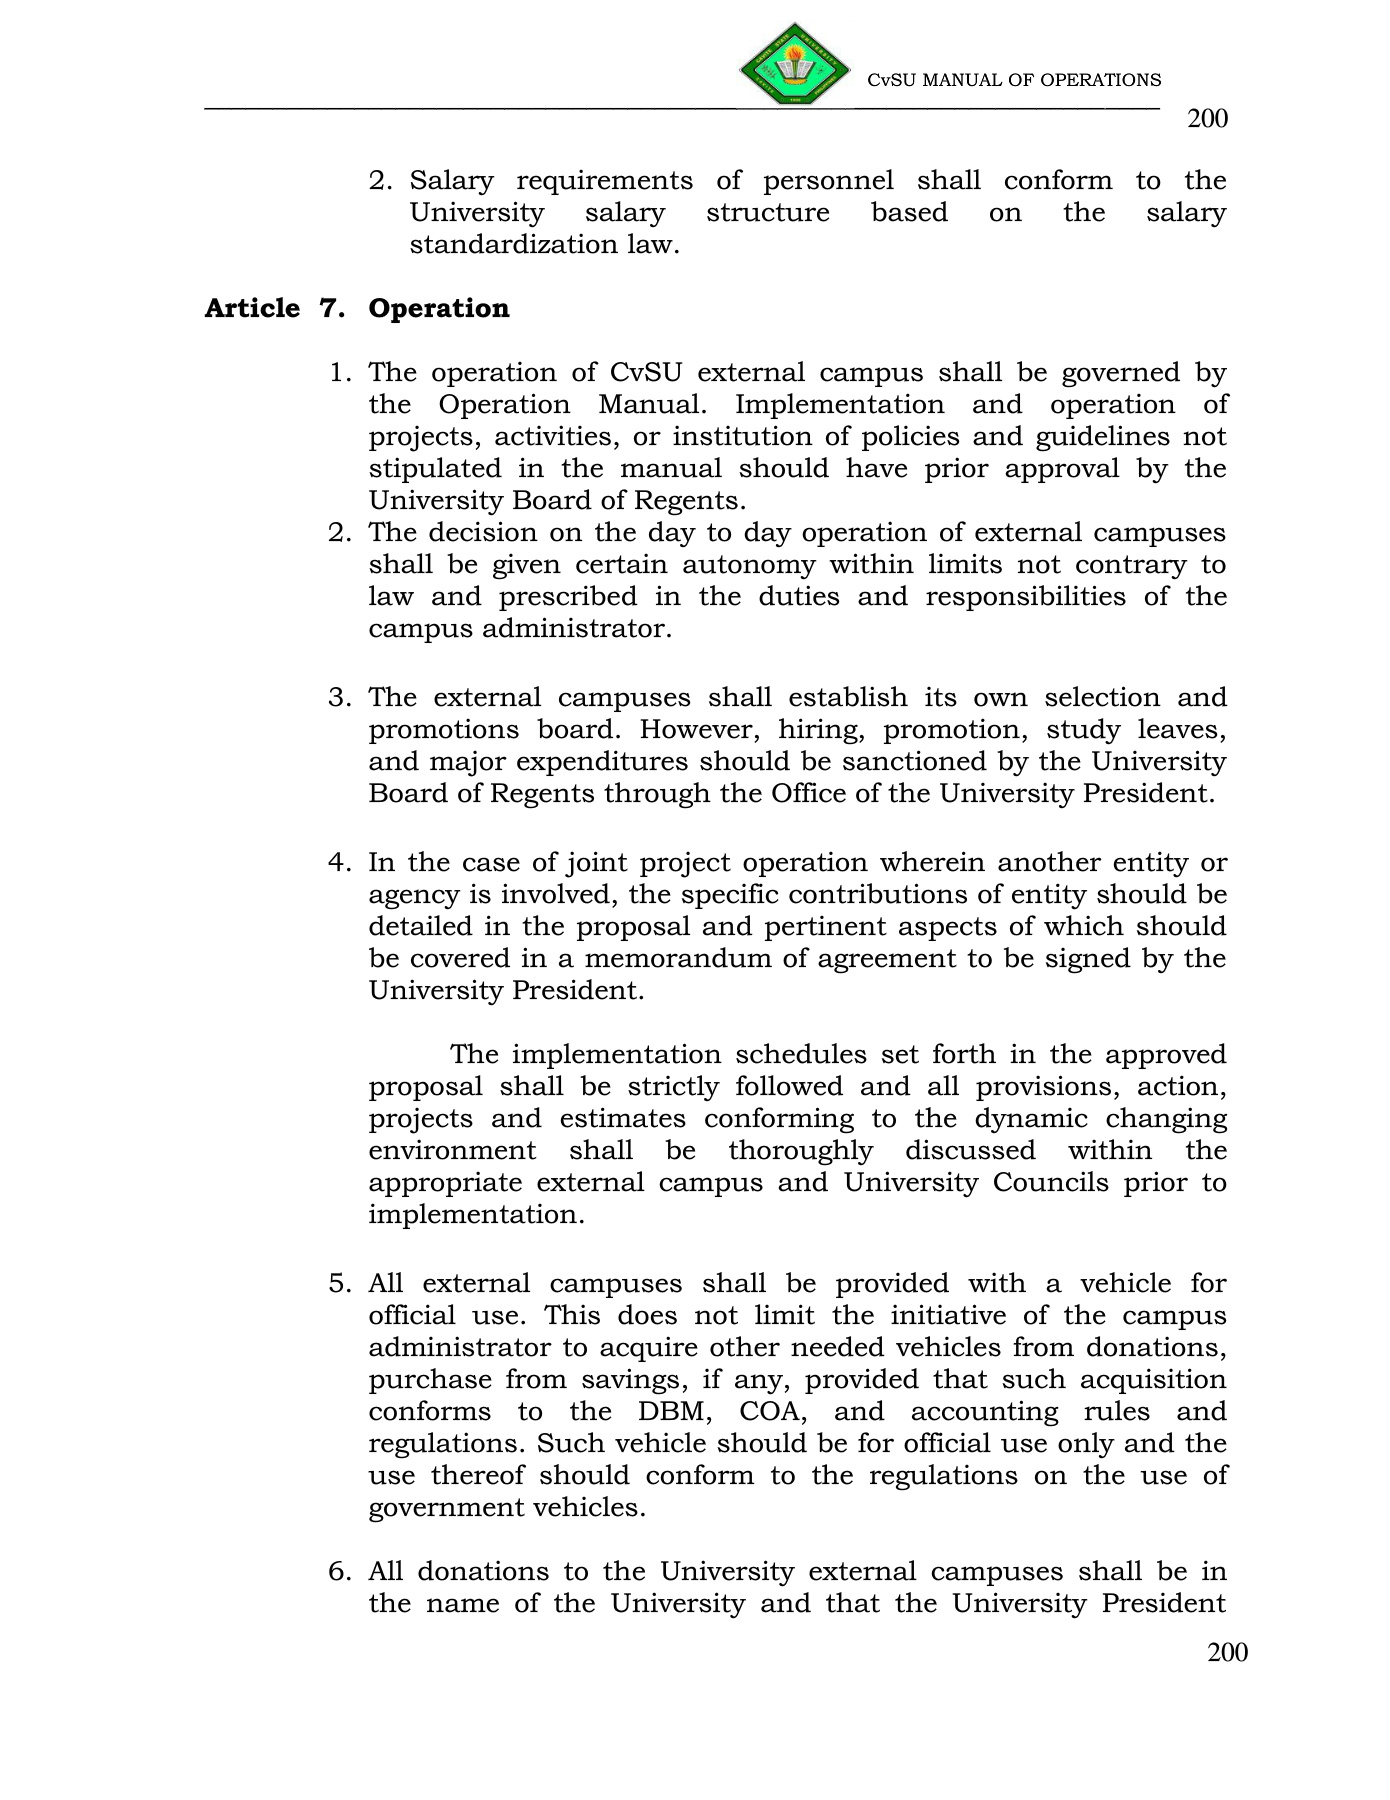 CvSU MANUAL OF OPERATIONS
200
2. Salary requirements of personnel shall conform to the
University salary structure based on the salary
standardization law.
Article 7. Operation
1. The operation of CvSU external campus shall be governed by
the Operation Manual. Implementation and operation of
projects, activities, or institution of policies and guidelines not
stipulated in the manual should have prior approval by the
University Board of Regents.
2. The decision on the day to day operation of external campuses
shall be given certain autonomy within limits not contrary to
law and prescribed in the duties and responsibilities of the
campus administrator.
3. The external campuses shall establish its own selection and
promotions board. However, hiring, promotion, study leaves,
and major expenditures should be sanctioned by the University
Board of Regents through the Office of the University President.
4. In the case of joint project operation wherein another entity or
agency is involved, the specific contributions of entity should be
detailed in the proposal and pertinent aspects of which should
be covered in a memorandum of agreement to be signed by the
University President.
The implementation schedules set forth in the approved
proposal shall be strictly followed and all provisions, action,
projects and estimates conforming to the dynamic changing
environment shall be thoroughly discussed within the
appropriate external campus and University Councils prior to
implementation.
5. All external campuses shall be provided with a vehicle for
official use. This does not limit the initiative of the campus
administrator to acquire other needed vehicles from donations,
purchase from savings, if any, provided that such acquisition
conforms to the DBM, COA, and accounting rules and
regulations. Such vehicle should be for official use only and the
use thereof should conform to the regulations on the use of
government vehicles.
6. All donations to the University external campuses shall be in
the name of the University and that the University President
200